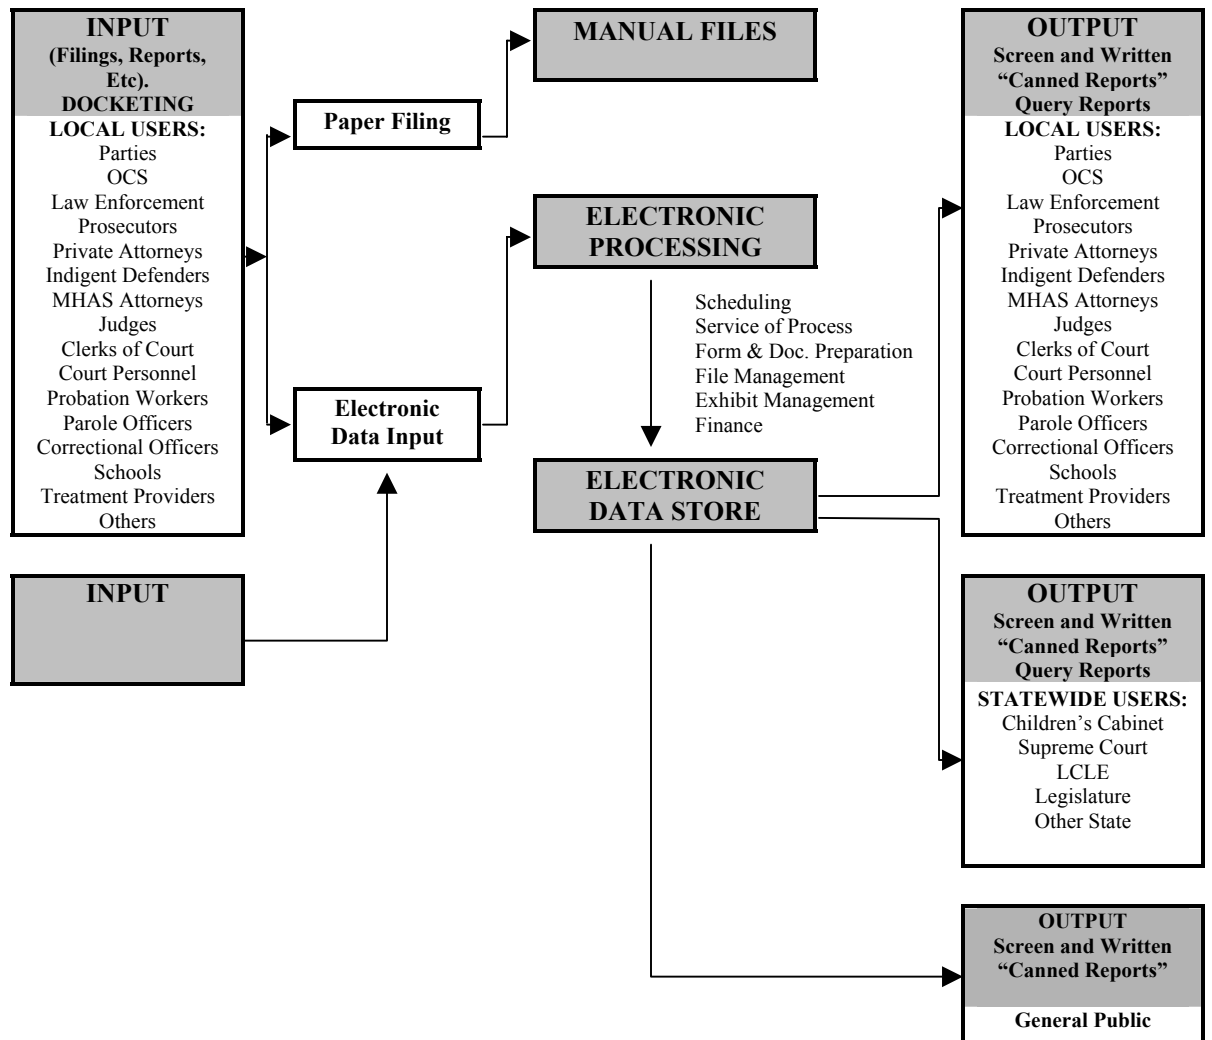 INPUT
(Filings, Reports,
Etc).
DOCKETING
LOCAL USERS:
Parties
OCS
Law Enforcement
Prosecutors
Private Attorneys
Indigent Defenders
MHAS Attorneys
Judges
Clerks of Court
Court Personnel
Probation Workers
Parole Officers
Correctional Officers
Schools
Treatment Providers
Others
INPUT
Paper Filing
Electronic
Data Input
MANUAL FILES
ELECTRONIC
PROCESSING
Scheduling
Service of Process
Form & Doc. Preparation
File Management
Exhibit Management
Finance
ELECTRONIC
DATA STORE
OUTPUT
Screen and Written
“Canned Reports”
Query Reports
LOCAL USERS:
Parties
OCS
Law Enforcement
Prosecutors
Private Attorneys
Indigent Defenders
MHAS Attorneys
Judges
Clerks of Court
Court Personnel
Probation Workers
Parole Officers
Correctional Officers
Schools
Treatment Providers
Others
OUTPUT
Screen and Written
“Canned Reports”
Query Reports
STATEWIDE USERS:
Children’s Cabinet
Supreme Court
LCLE
Legislature
Other State
OUTPUT
Screen and Written
“Canned Reports”
General Public